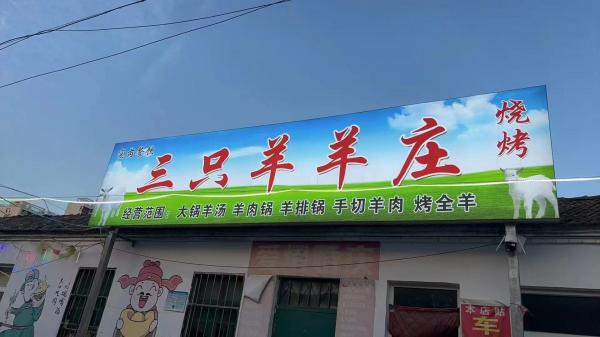 三只羊羊庄
烧烤
经营范围：大锅羊汤 羊肉锅 羊排锅 手切羊肉 烤全羊
本店贴
车